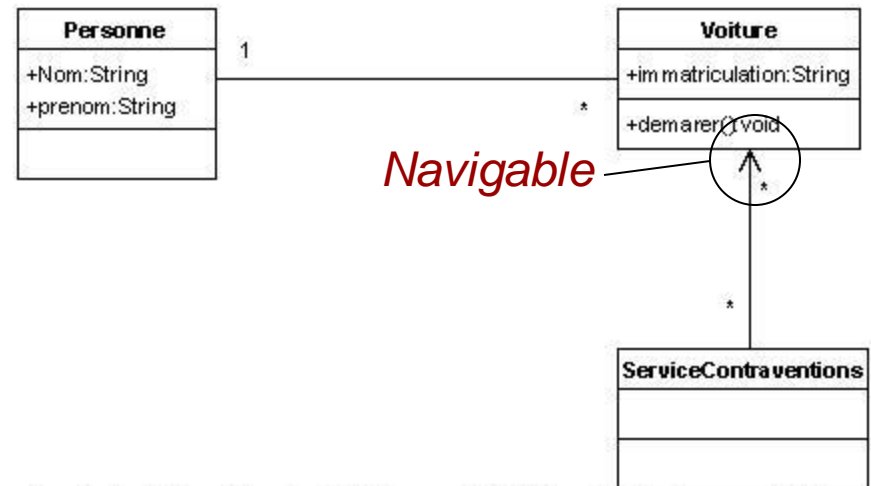 Personne
+Nom:String
+prenom:String
1
*
Voiture
+immatriculation:String
+demarer():void
Navigable
*
*
ServiceContraventions